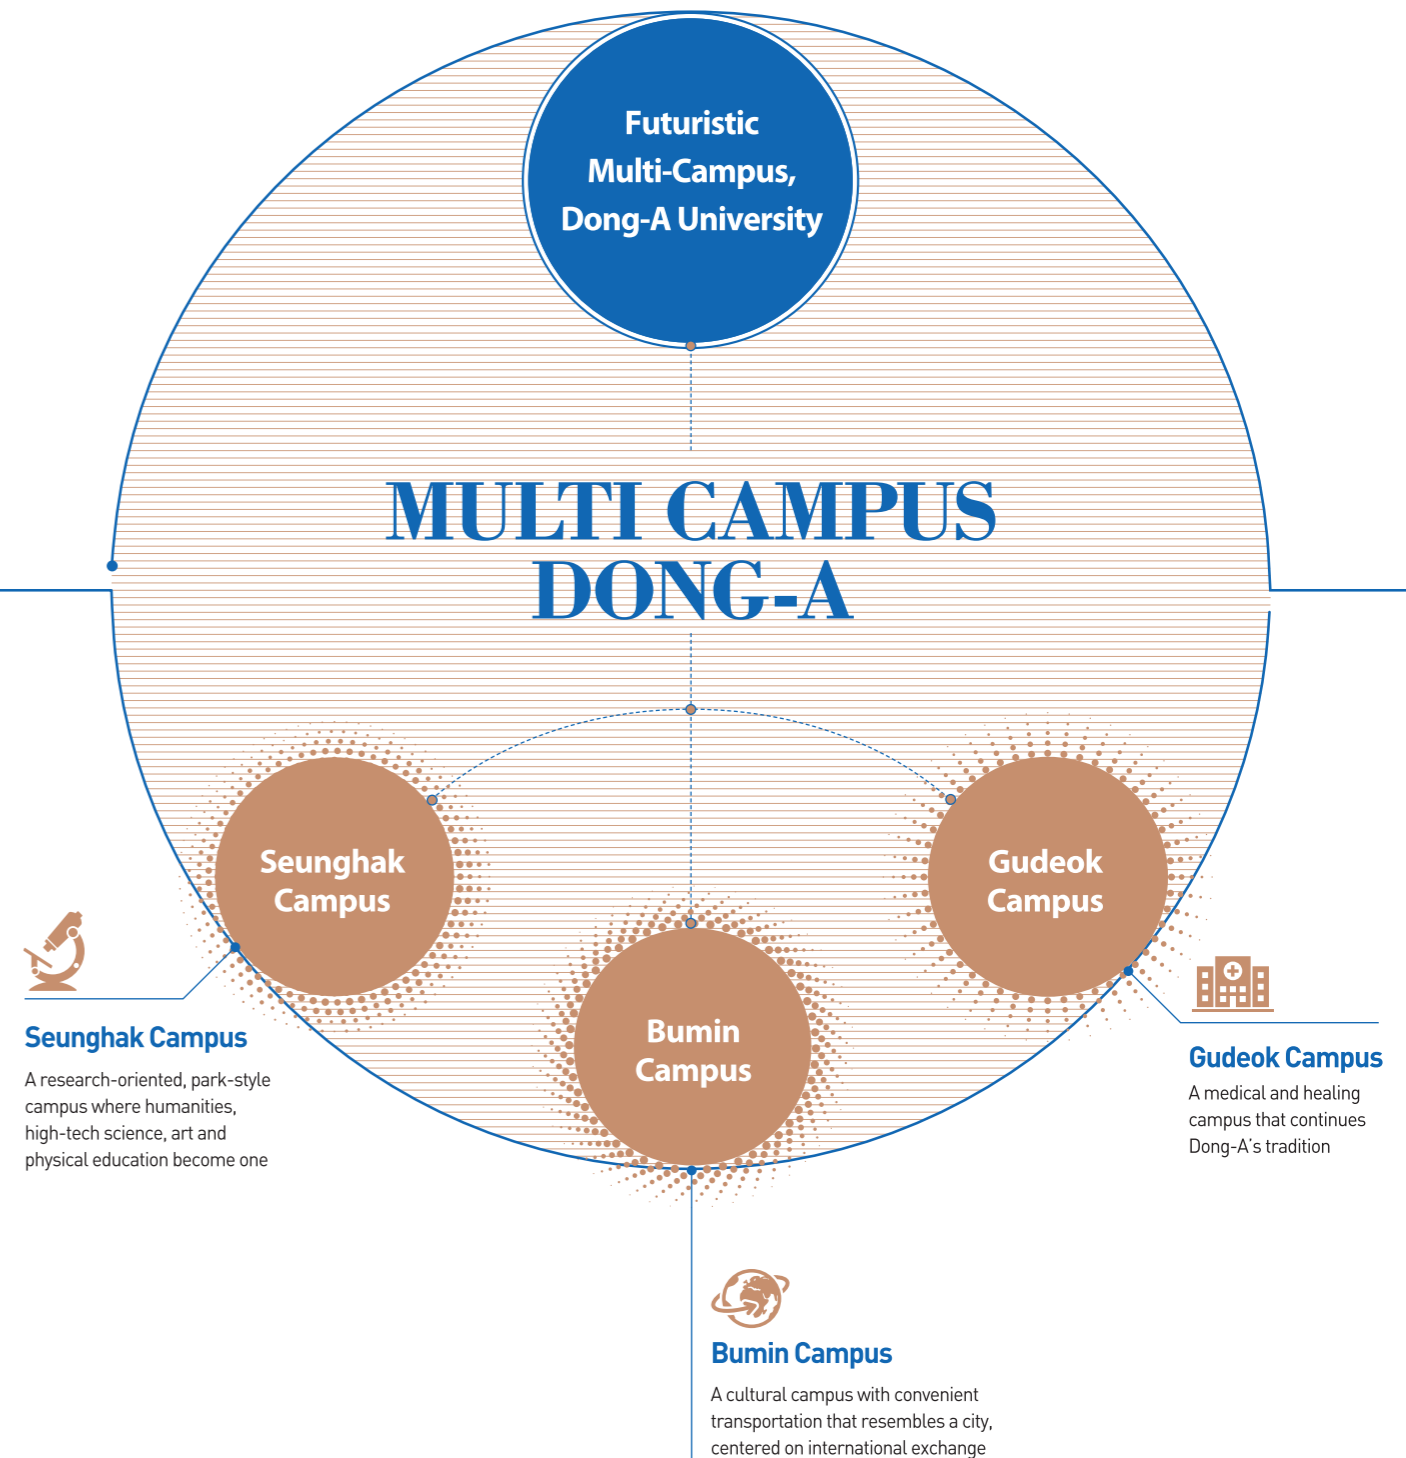 Futuristic
Multi-Campus,
Dong-A University
MULTI CAMPUS
DONG-A
Seunghak
Campus
Gudeok
Campus
Bumin
Campus
Seunghak Campus
A research-oriented, park-style
campus where humanities,
high-tech science, art and
physical education become one
Gudeok Campus
A medical and healing
campus that continues
Dong-A's tradition
Bumin Campus
A cultural campus with convenient
transportation that resembles a city,
centered on international exchange